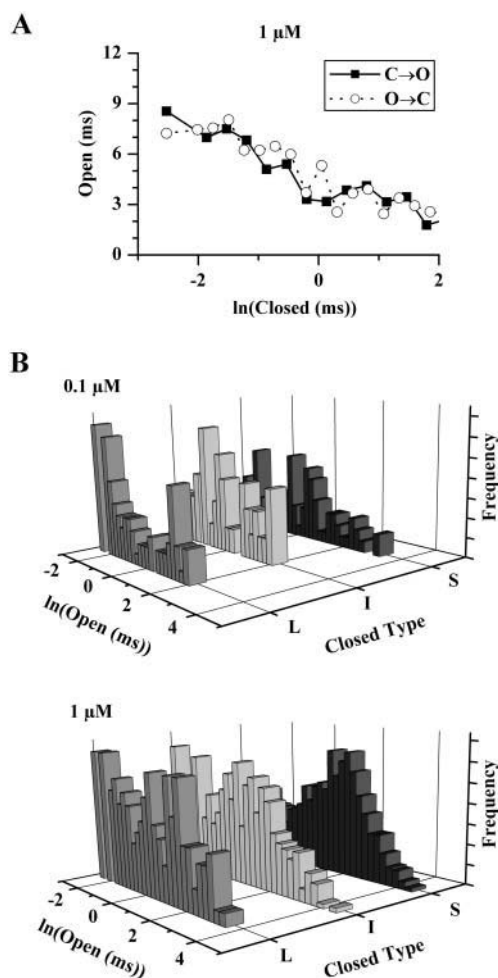 A
1 µM
C→O
O→C
12
9
6
3
0
Open (ms)
-2
0
2
ln(Closed (ms))
B
0.1 µM
Frequency
-2
0
2
4
ln(Open (ms))
L
I
S
Closed Type
1 µM
Frequency
-2
0
2
4
ln(Open (ms))
L
I
S
Closed Type